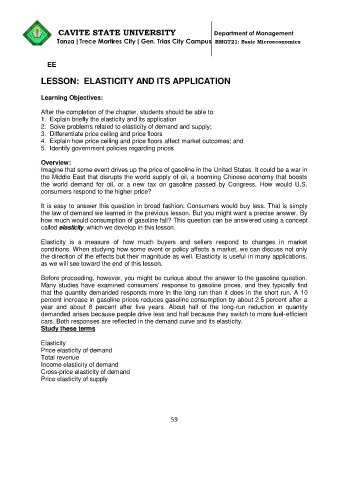 CAVITE STATE UNIVERSITY
Department of Management
Tanza |Trece Martires City | Gen. Trias City Campus
BMGT21: Basic Microeconomics
EE
LESSON: ELASTICITY AND ITS APPLICATION
Learning Objectives:
After the completion of the chapter, students should be able to:
1. Explain briefly the elasticity and its application
2. Solve problems related to elasticity of demand and supply;
3. Differentiate price ceiling and price floors
4. Explain how price ceiling and price floors affect market outcomes; and
5. Identify government policies regarding prices
Overview:
Imagine that some event drives up the price of gasoline in the United States. It could be a war in
the Middle East that disrupts the world supply of oil, a booming Chinese economy that boosts
the world demand for oil, or a new tax on gasoline passed by Congress. How would U.S.
consumers respond to the higher price?
It is easy to answer this question in broad fashion: Consumers would buy less. That is simply
the law of demand we learned in the previous lesson. But you might want a precise answer. By
how much would consumption of gasoline fall? This question can be answered using a concept
called elasticity, which we develop in this lesson.
Elasticity is a measure of how much buyers and sellers respond to changes in market
conditions. When studying how some event or policy affects a market, we can discuss not only
the direction of the effects but their magnitude as well. Elasticity is useful in many applications,
as we will see toward the end of this lesson.
Before proceeding, however, you might be curious about the answer to the gasoline question.
Many studies have examined consumers' response to gasoline prices, and they typically find
that the quantity demanded responds more in the long run than it does in the short run. A 10
percent increase in gasoline prices reduces gasoline consumption by about 2.5 percent after a
year and about 6 percent after five years. About half of the long-run reduction in quantity
demanded arises because people drive less and half because they switch to more fuel-efficient
cars. Both responses are reflected in the demand curve and its elasticity.
Study these terms
Elasticity
Price elasticity of demand
Total revenue
Income elasticity of demand
Cross-price elasticity of demand
Price elasticity of supply
59